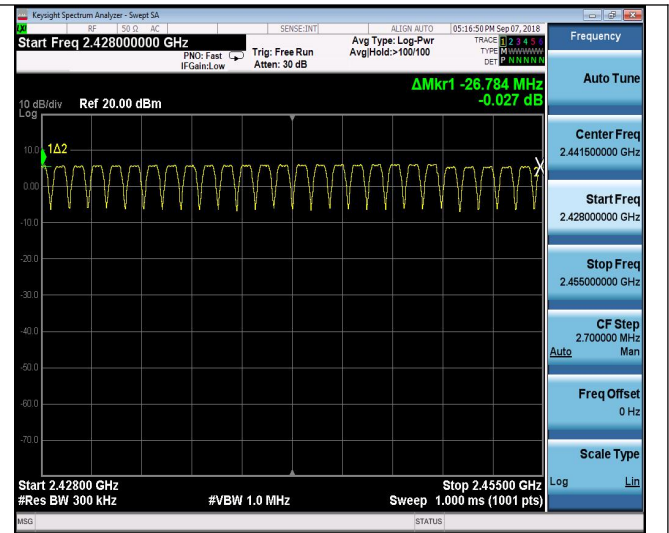 Keysight Spectrum Analyzer - Swept SA
RF 50 Ω AC SENSE:INT ALIGN AUTO 05:16:50 PM Sep 07, 2018
Start Freq 2.428000000 GHz
PNO: Fast
IFGain:Low
Trig: Free Run
Atten: 30 dB
Avg Type: Log-Pwr
Avg|Hold:>100/100
TRACE 1 2 3 4 5 6
TYPE M WWWWW
DET P N N N N N
Frequency
ΔMkr1 -26.784 MHz
-0.027 dB
10 dB/div Ref 20.00 dBm
Log
10.0
0.00
-10.0
-20.0
-30.0
-40.0
-50.0
-60.0
-70.0
1Δ2
X
Start 2.42800 GHz Stop 2.45500 GHz
#Res BW 300 kHz #VBW 1.0 MHz Sweep 1.000 ms (1001 pts)
MSG STATUS
Auto Tune
Center Freq
2.441500000 GHz
Start Freq
2.428000000 GHz
Stop Freq
2.455000000 GHz
CF Step
2.700000 MHz
Auto Man
Freq Offset
0 Hz
Scale Type
Log Lin